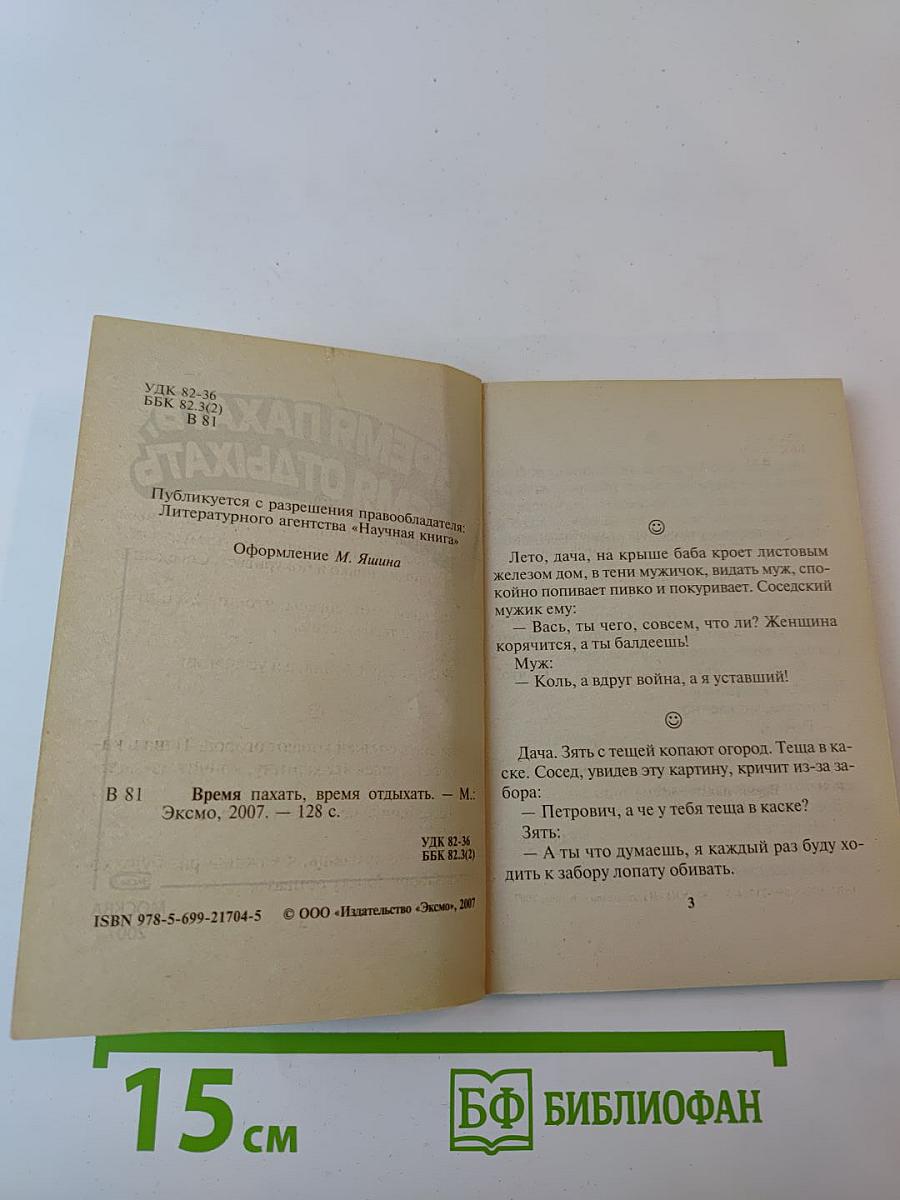 УДК 82-36
ББК 82.3(2)
В 81
Публикуется с разрешения правообладателя:
Литературного агентства «Научная книга»
Оформление М. Яшина
В 81 Время пахать, время отдыхать. — М.:
Эксмо, 2007. — 128 с.
УДК 82-36
ББК 82.3(2)
ISBN 978-5-699-21704-5 © ООО «Издательство «Эксмо», 2007
Лето, дача, на крыше баба кроет листовым
железом дом, в тени мужичок, видать муж, спо-
койно попивает пивко и покуривает. Соседский
мужик ему:
— Вась, ты чего, совсем, что ли? Женщина
корячится, а ты балдеешь!
Муж:
— Коль, а вдруг война, а я уставший!
Дача. Зять с тещей копают огород. Теща в ка-
ске. Сосед, увидев эту картину, кричит из-за за-
бора:
— Петрович, а че у тебя теща в каске?
Зять:
— А ты что думаешь, я каждый раз буду хо-
дить к забору лопату обивать.
3
15 см
БФ БИБЛИОФАН